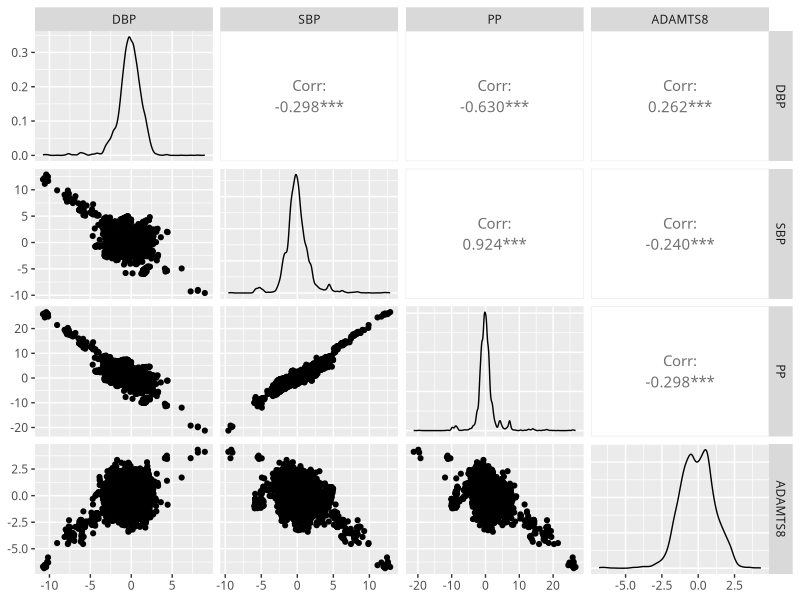 DBP SBP PP ADAMTS8
0.3
0.2
0.1
0.0
Corr:
-0.298***
Corr:
-0.630***
Corr:
0.262***
DBP
10
5
0
-5
-10
Corr:
0.924***
Corr:
-0.240***
SBP
20
10
0
-10
-20
Corr:
-0.298***
PP
2.5
0.0
-2.5
-5.0
ADAMTS8
-10 -5 0 5 -10 -5 0 5 10 -20 -10 0 10 20 -5.0 -2.5 0.0 2.5